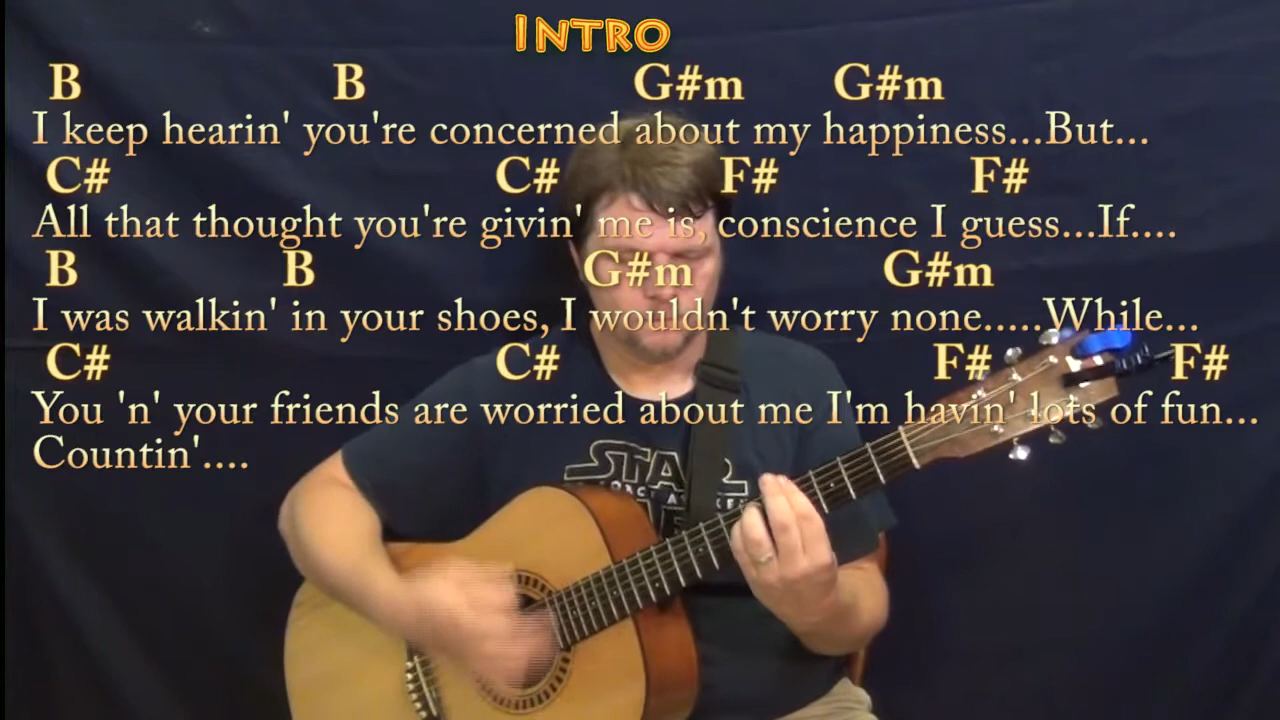 INTRO
B B G#m G#m
I keep hearin' you're concerned about my happiness...But...
C# C# F# F#
All that thought you're givin' me is, conscience I guess...If....
B B G#m G#m
I was walkin' in your shoes, I wouldn't worry none.....While...
C# C# F# F#
You 'n' your friends are worried about me I'm havin' lots of fun...
Countin'....
STAR
WARS